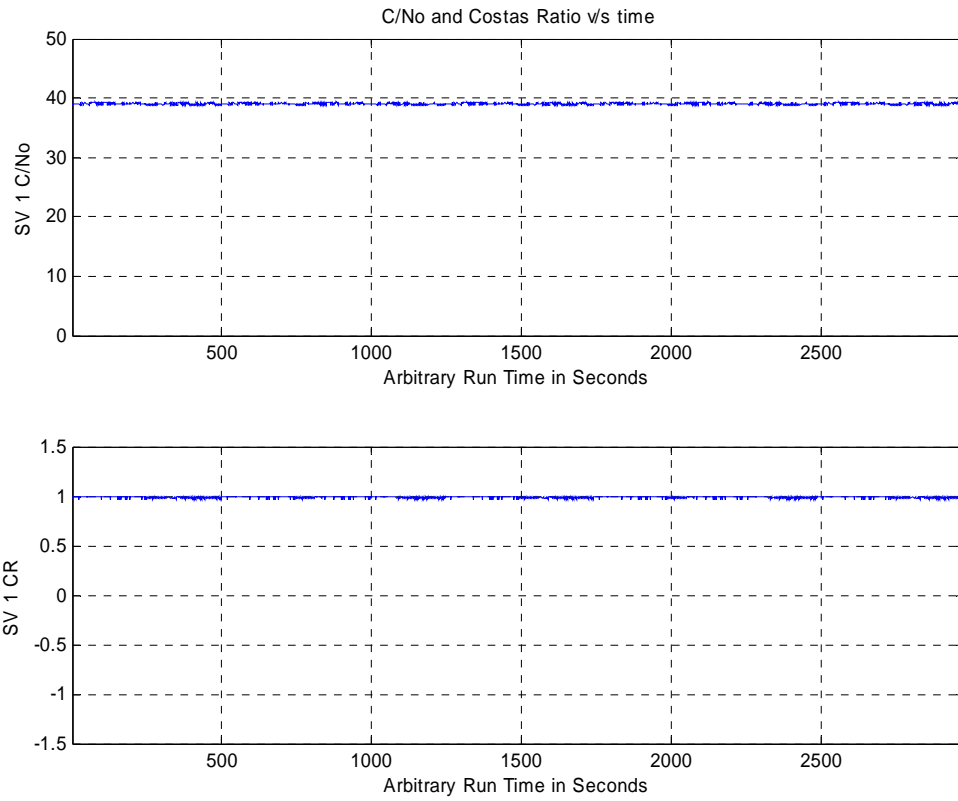 C/No and Costas Ratio v/s time
50
40
30
20
10
0
SV 1 C/No
500 1000 1500 2000 2500
Arbitrary Run Time in Seconds
1.5
1
0.5
0
-0.5
-1
-1.5
SV 1 CR
500 1000 1500 2000 2500
Arbitrary Run Time in Seconds